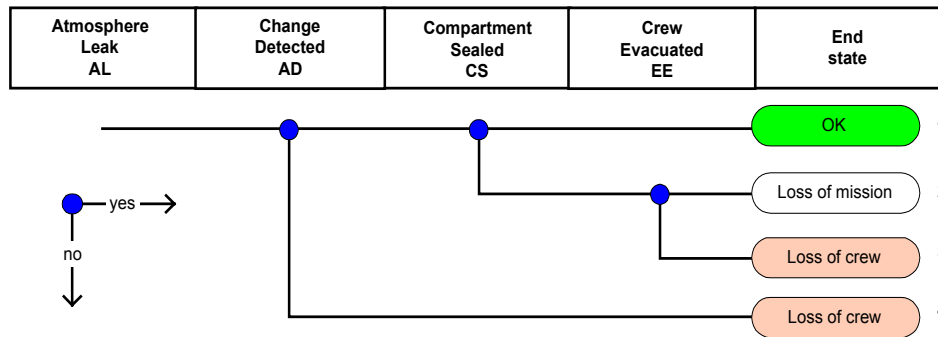 Atmosphere
Leak
AL
Change
Detected
AD
Compartment
Sealed
CS
Crew
Evacuated
EE
End
state
OK
Loss of mission
yes
no
Loss of crew
Loss of crew